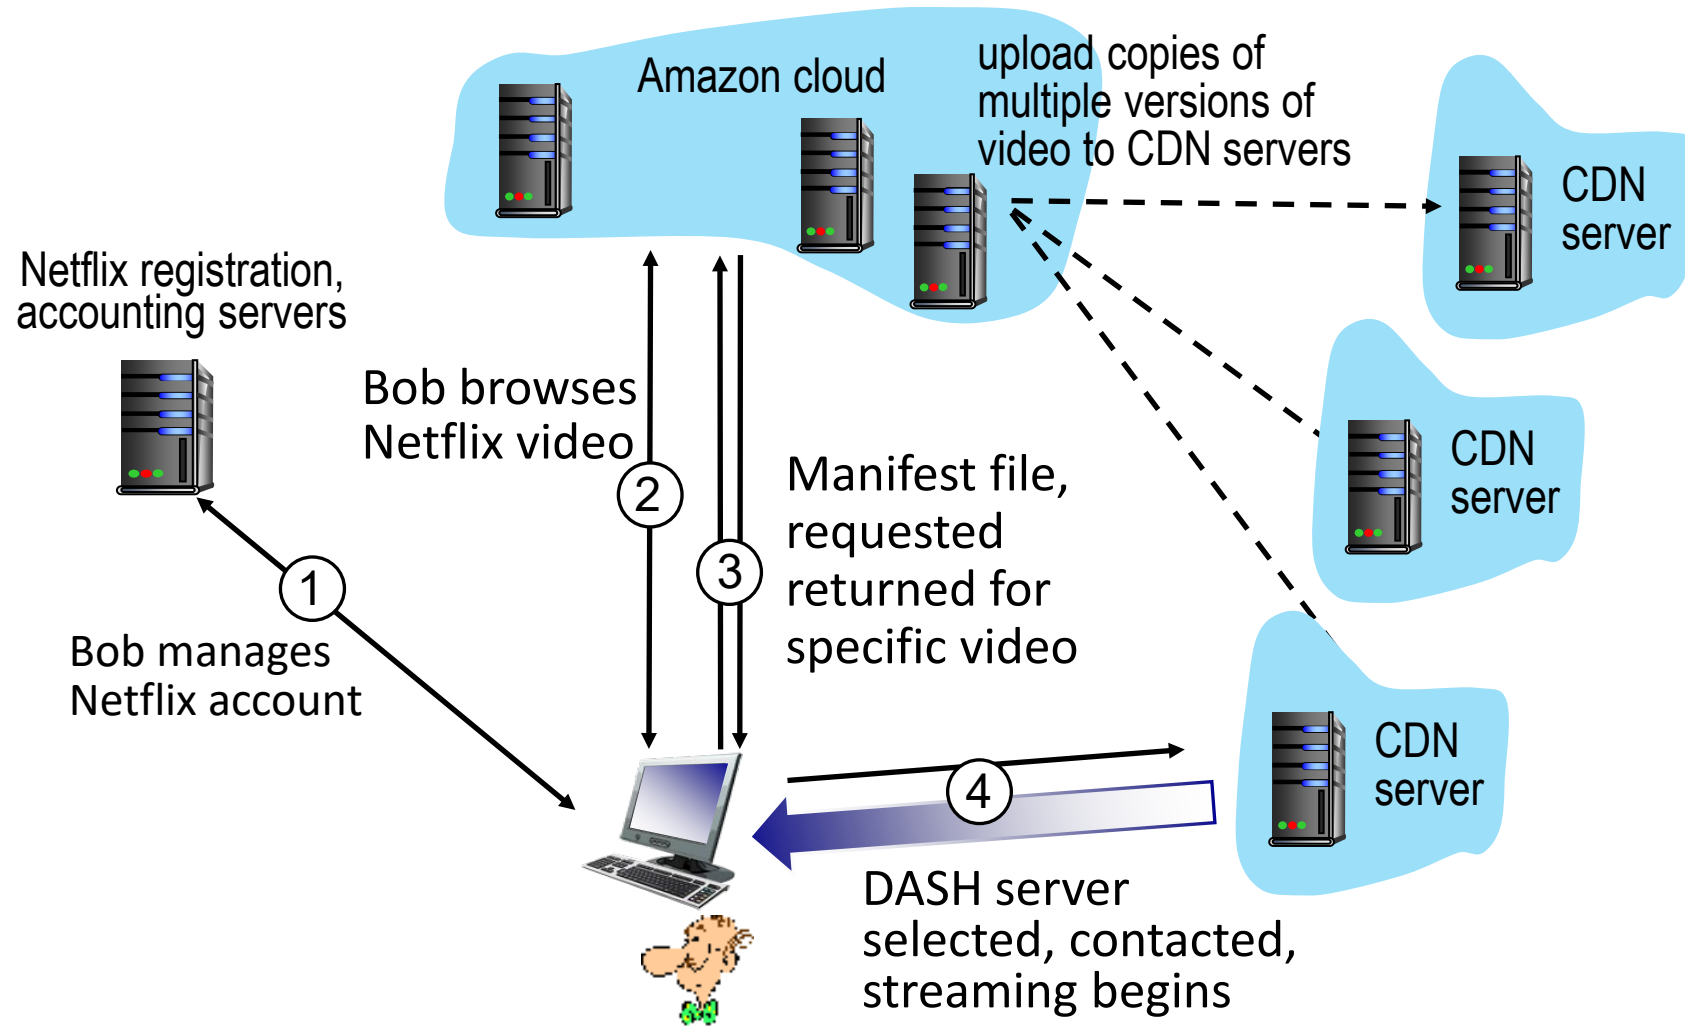 Amazon cloud
upload copies of
multiple versions of
video to CDN servers
CDN
server
Netflix registration,
accounting servers
Bob browses
Netflix video
2
Manifest file,
requested
returned for
specific video
3
CDN
server
1
Bob manages
Netflix account
CDN
server
4
DASH server
selected, contacted,
streaming begins